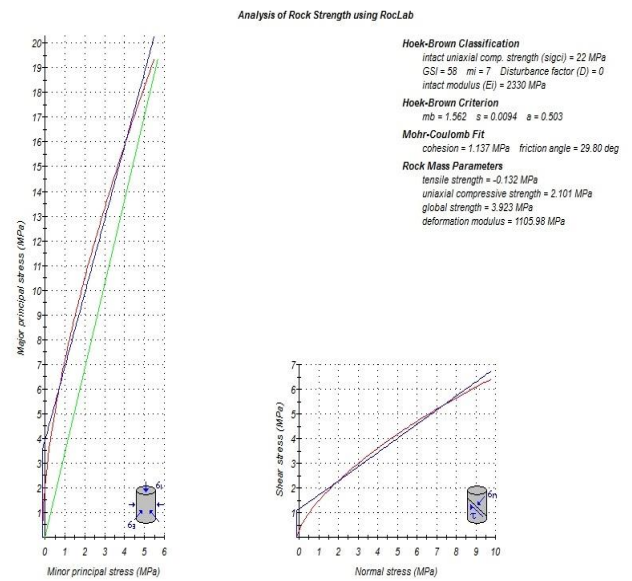 Analysis of Rock Strength using RocLab
Hoek-Brown Classification
intact uniaxial comp. strength (sigci) = 22 MPa
GSI = 58 mi = 7 Disturbance factor (D) = 0
intact modulus (Ei) = 2330 MPa
Hoek-Brown Criterion
mb = 1.562 s = 0.0094 a = 0.503
Mohr-Coulomb Fit
cohesion = 1.137 MPa friction angle = 29.80 deg
Rock Mass Parameters
tensile strength = -0.132 MPa
uniaxial compressive strength = 2.101 MPa
global strength = 3.923 MPa
deformation modulus = 1105.98 MPa
Major principal stress (MPa)
20
19
18
17
16
15
14
13
12
11
10
9
8
7
6
5
4
3
2
1
0 1 2 3 4 5 6
Minor principal stress (MPa)
Shear stress (MPa)
7
6
5
4
3
2
1
0 1 2 3 4 5 6 7 8 9 10
Normal stress (MPa)